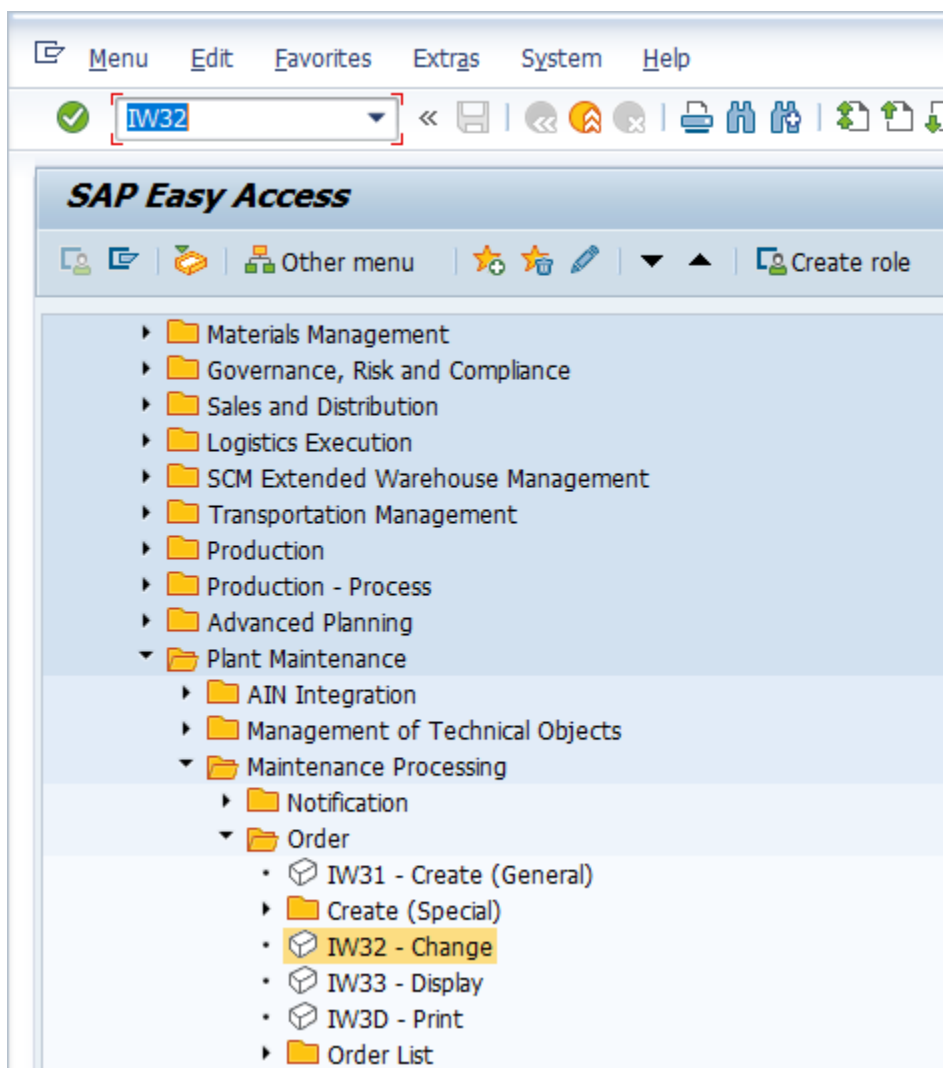 Menu Edit Favorites Extras System Help
IW32
SAP Easy Access
Other menu Create role
Materials Management
Governance, Risk and Compliance
Sales and Distribution
Logistics Execution
SCM Extended Warehouse Management
Transportation Management
Production
Production - Process
Advanced Planning
Plant Maintenance
AIN Integration
Management of Technical Objects
Maintenance Processing
Notification
Order
IW31 - Create (General)
Create (Special)
IW32 - Change
IW33 - Display
IW3D - Print
Order List